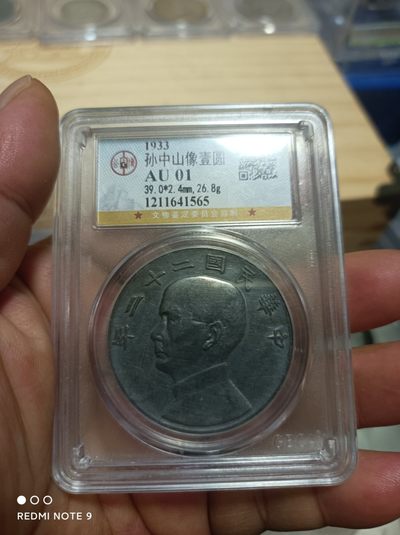 1933
孙中山像壹圆
AU 01
39.0*2.4mm,26.8g
1211641565
★ 文物鉴定委员会监制 ★
年二十二國民華中
REDMI NOTE 9